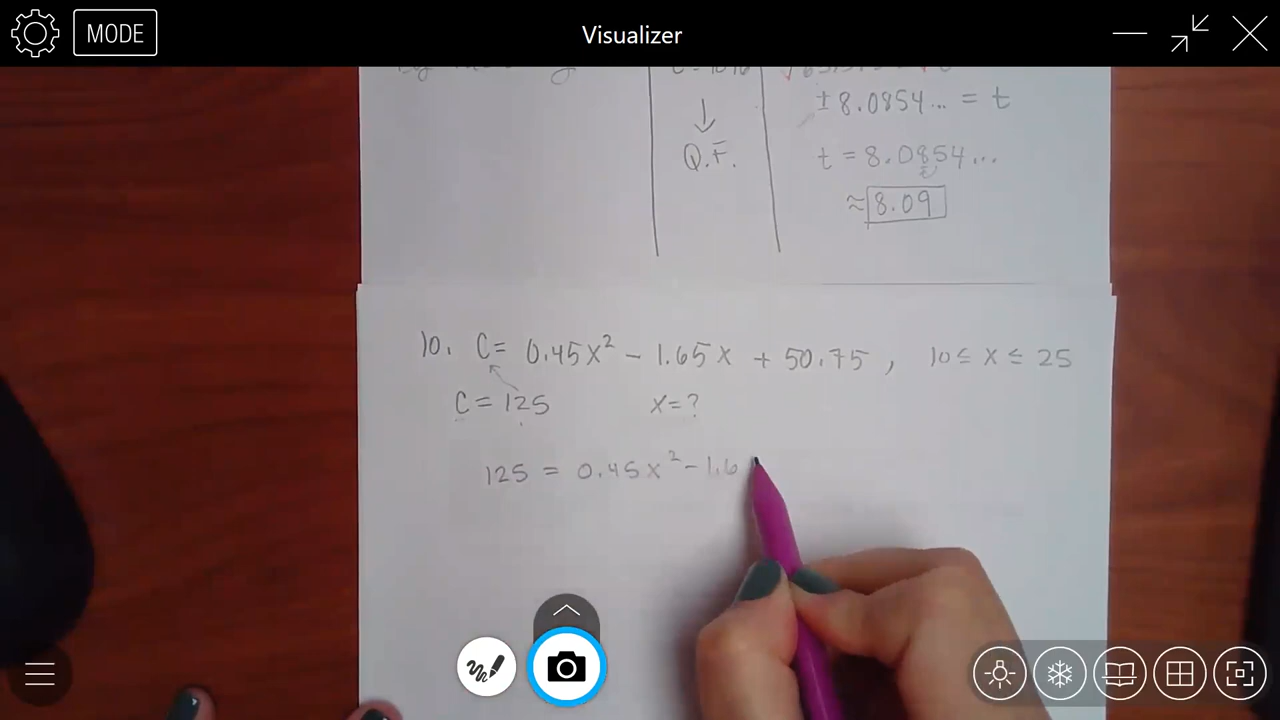 MODE
Visualizer
± 8.0854... = t
Q.F.
t = 8.0854...
≈ 8.09
10. C = 0.45x² - 1.65x + 50.75 , 10 ≤ x ≤ 25
C = 125 x = ?
125 = 0.45x² - 1.6